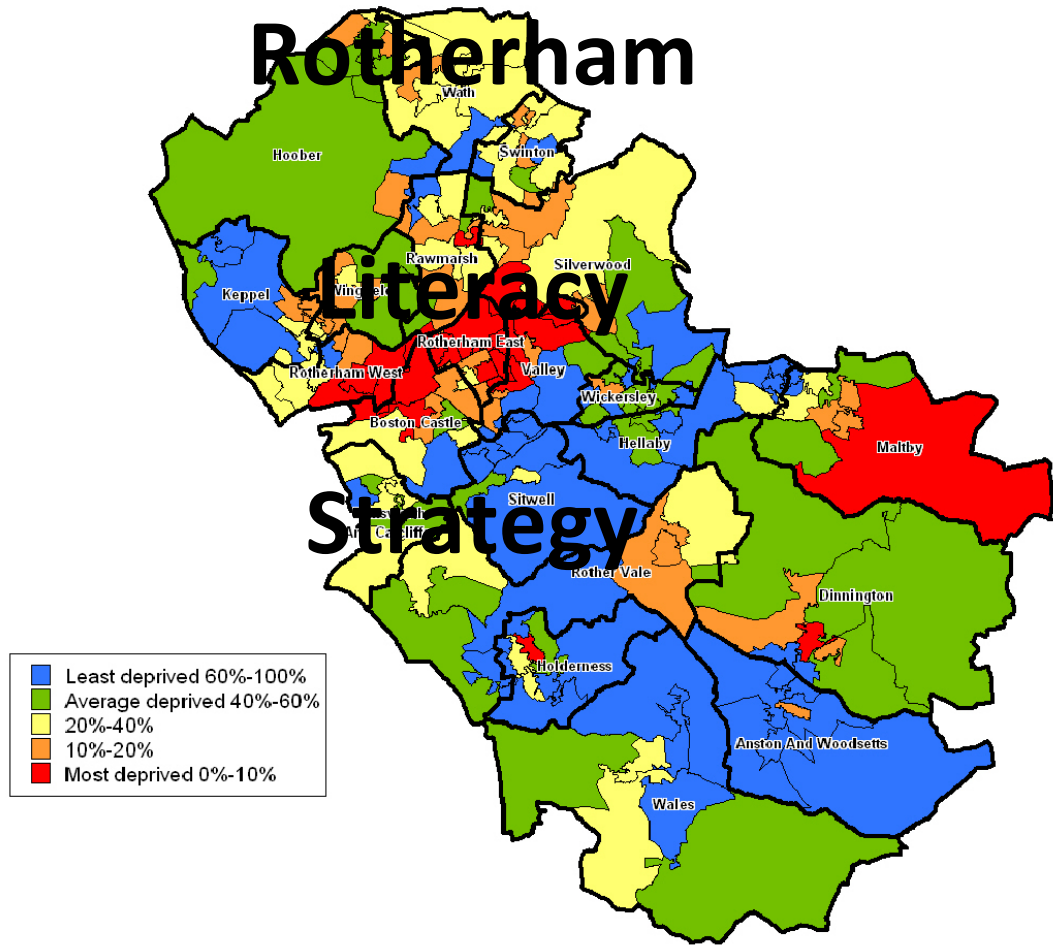 Rotherham
Wath
Swinton
Hoober
Rawmarsh
Silverwood
Literacy
Keppel
Rotherham East
Rotherham West
Valley
Wickersley
Boston Castle
Hellaby
Maltby
Sitwell
Strategy
Rother Vale
Dinnington
Holderness
Anston And Woodsetts
Wales
Least deprived 60%-100%
Average deprived 40%-60%
20%-40%
10%-20%
Most deprived 0%-10%